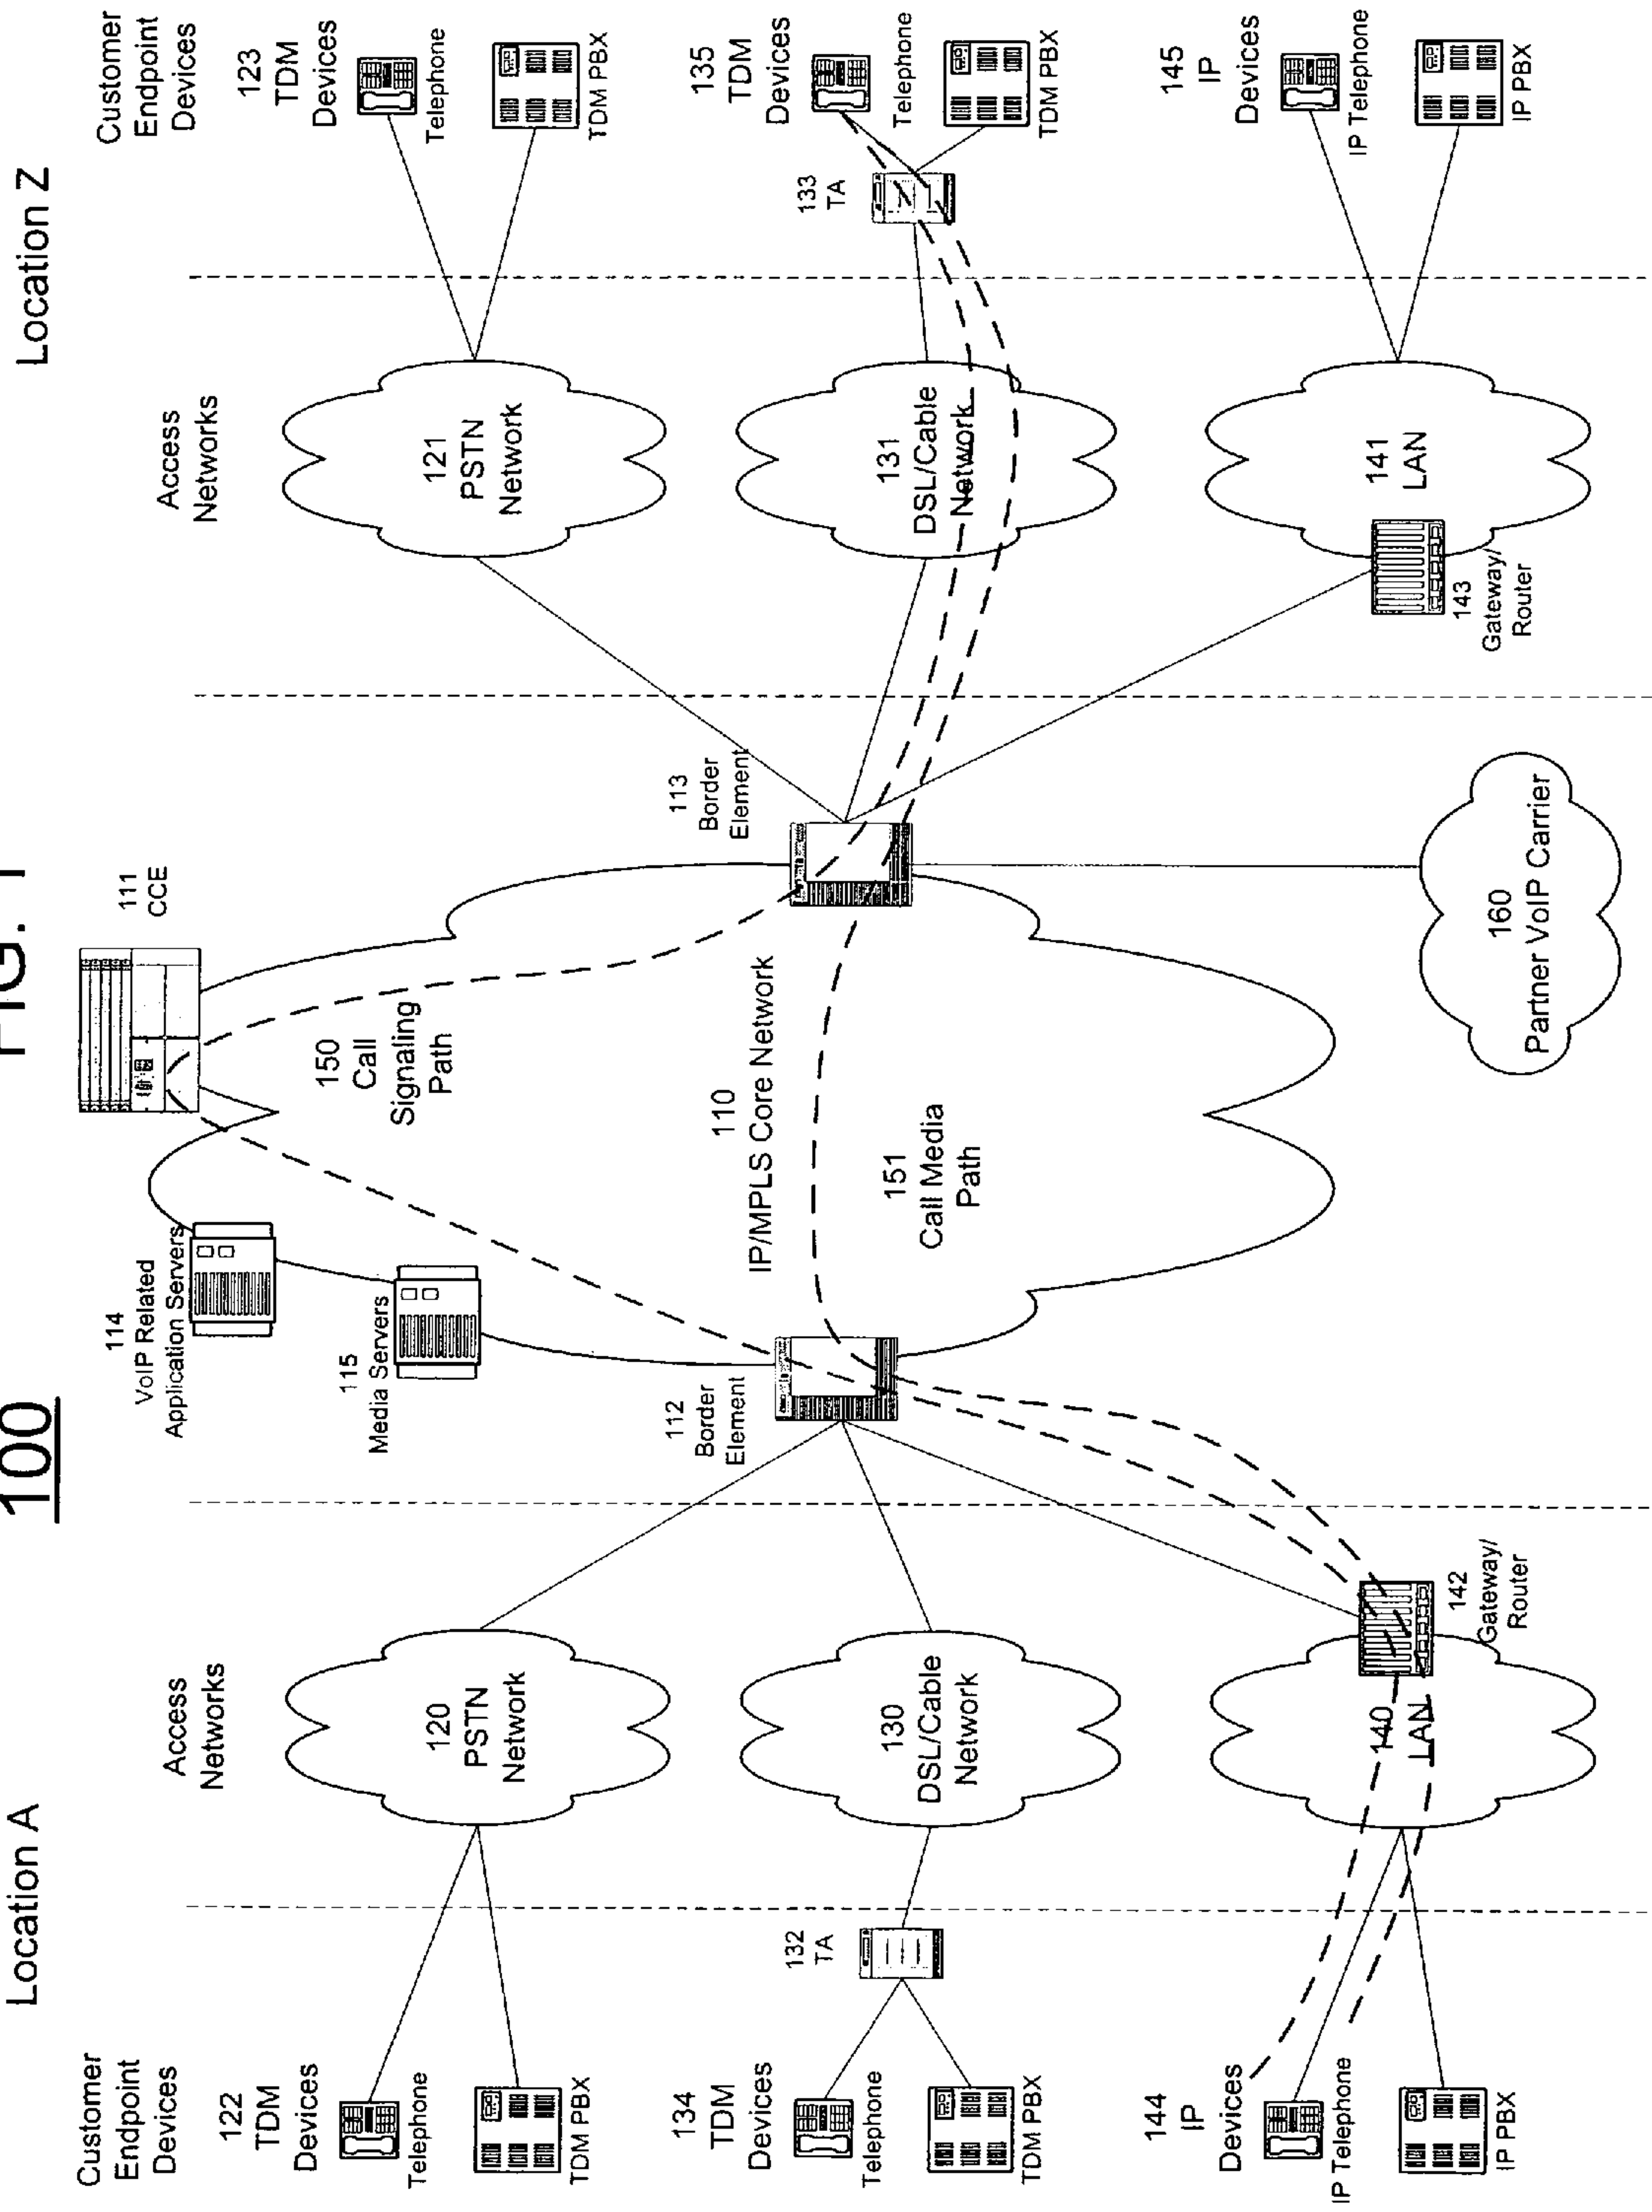 FIG. 1
100
Location A
Location Z
Customer
Endpoint
Devices
Access
Networks
Access
Networks
Customer
Endpoint
Devices
122
TDM
Devices
Telephone
TDM PBX
120
PSTN
Network
114
VoIP Related
Application Servers
115
Media Servers
111
CCE
150
Call
Signaling
Path
121
PSTN
Network
123
TDM
Devices
Telephone
TDM PBX
134
TDM
Devices
Telephone
TDM PBX
132
TA
130
DSL/Cable
Network
112
Border
Element
110
IP/MPLS Core Network
151
Call Media
Path
113
Border
Element
131
DSL/Cable
Network
133
TA
135
TDM
Devices
Telephone
TDM PBX
144
IP
Devices
IP Telephone
IP PBX
140
LAN
142
Gateway/
Router
160
Partner VoIP Carrier
143
Gateway/
Router
141
LAN
145
IP
Devices
IP Telephone
IP PBX